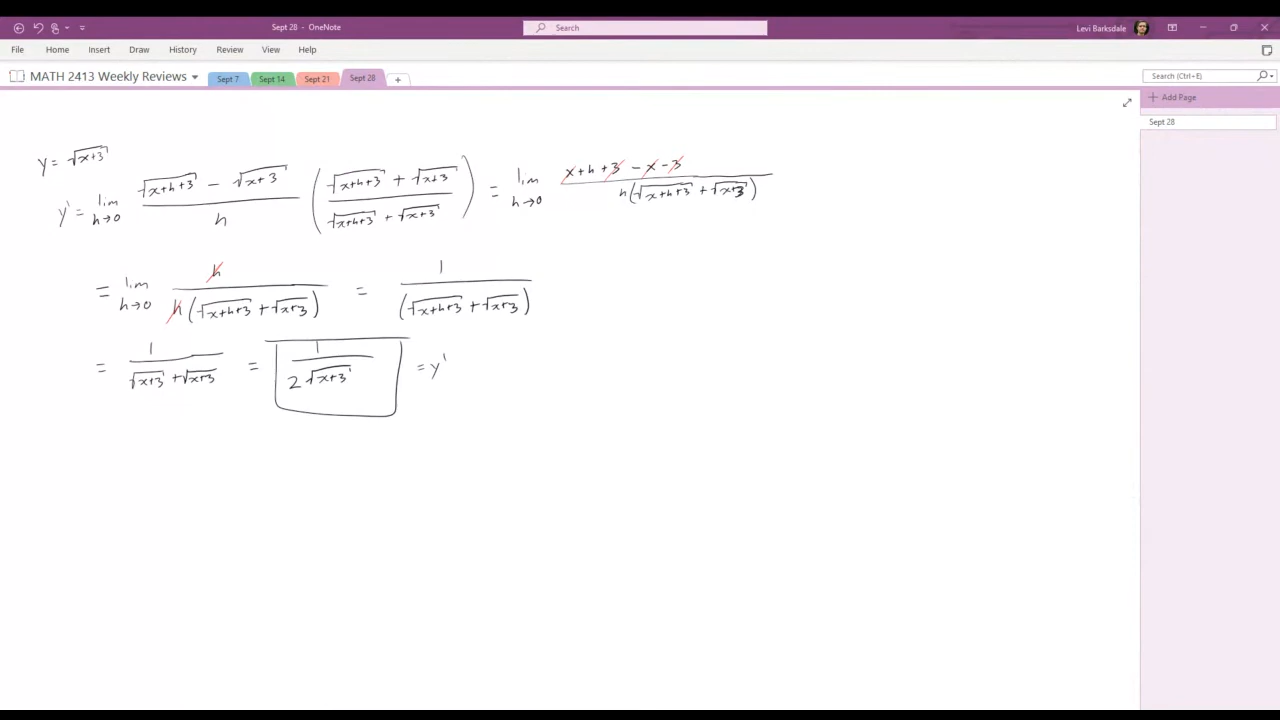 Sept 28 - OneNote
Search
Levi Barksdale
File Home Insert Draw History Review View Help
MATH 2413 Weekly Reviews Sept 7 Sept 14 Sept 21 Sept 28 +
Search (Ctrl+E)
Add Page
Sept 28
y = √(x+3)
y' = lim h→0 (√(x+h+3) − √(x+3))/h ((√(x+h+3) + √(x+3))/(√(x+h+3) + √(x+3))) = lim h→0 (x+h+3 −x −3)/(h(√(x+h+3) + √(x+3)))
= lim h→0 h/(h(√(x+h+3) + √(x+3))) = 1/((√(x+h+3) + √(x+3)))
= 1/(√(x+3) + √(x+3)) = 1/(2√(x+3)) = y'